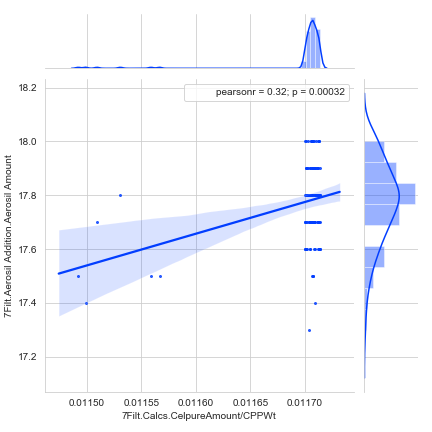 pearsonr = 0.32; p = 0.00032
7Filt.Aerosil Addition.Aerosil Amount
18.2
18.0
17.8
17.6
17.4
17.2
0.01150 0.01155 0.01160 0.01165 0.01170
7Filt.Calcs.CelpureAmount/CPPWt